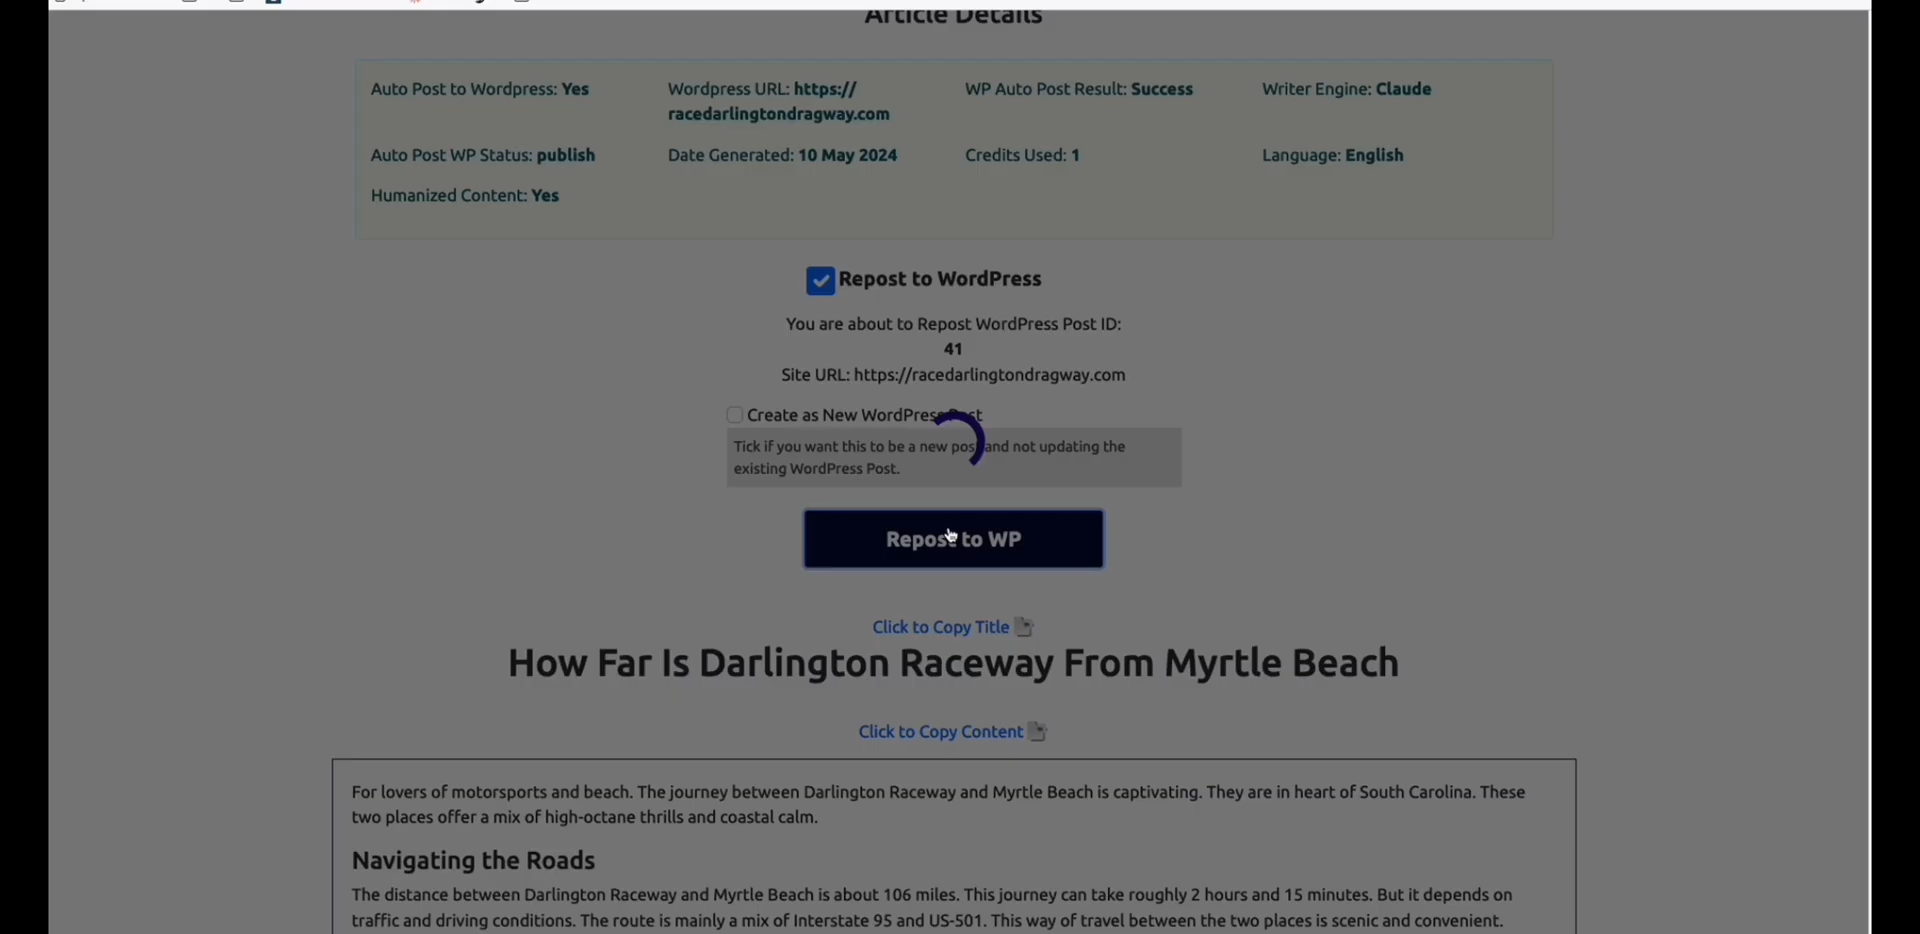 Article Details
Auto Post to Wordpress: Yes
Wordpress URL: https://
racedarlingtondragway.com
WP Auto Post Result: Success
Writer Engine: Claude
Auto Post WP Status: publish
Date Generated: 10 May 2024
Credits Used: 1
Language: English
Humanized Content: Yes
Repost to WordPress
You are about to Repost WordPress Post ID:
41
Site URL: https://racedarlingtondragway.com
Create as New WordPress Post
Tick if you want this to be a new post and not updating the
existing WordPress Post.
Repost to WP
Click to Copy Title
How Far Is Darlington Raceway From Myrtle Beach
Click to Copy Content
For lovers of motorsports and beach. The journey between Darlington Raceway and Myrtle Beach is captivating. They are in heart of South Carolina. These
two places offer a mix of high-octane thrills and coastal calm.
Navigating the Roads
The distance between Darlington Raceway and Myrtle Beach is about 106 miles. This journey can take roughly 2 hours and 15 minutes. But it depends on
traffic and driving conditions. The route is mainly a mix of Interstate 95 and US-501. This way of travel between the two places is scenic and convenient.